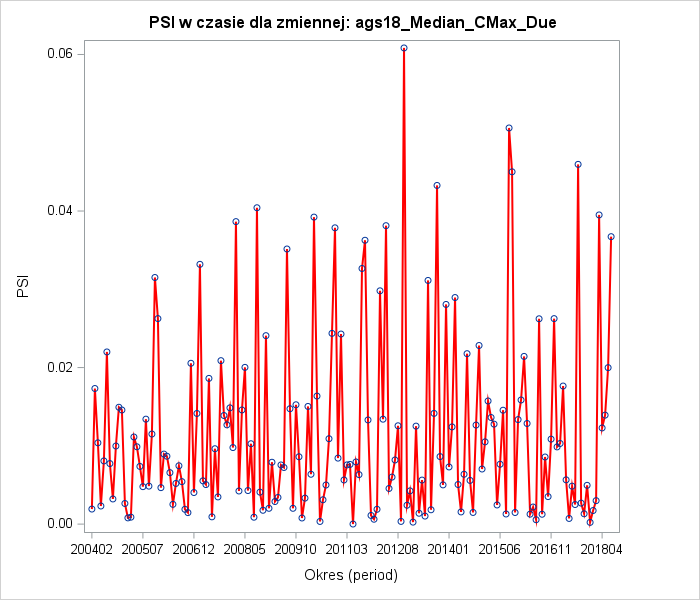 PSI w czasie dla zmiennej: ags18_Median_CMax_Due
0.06
0.04
0.02
0.00
PSI
200402 200507 200612 200805 200910 201103 201208 201401 201506 201611 201804
Okres (period)